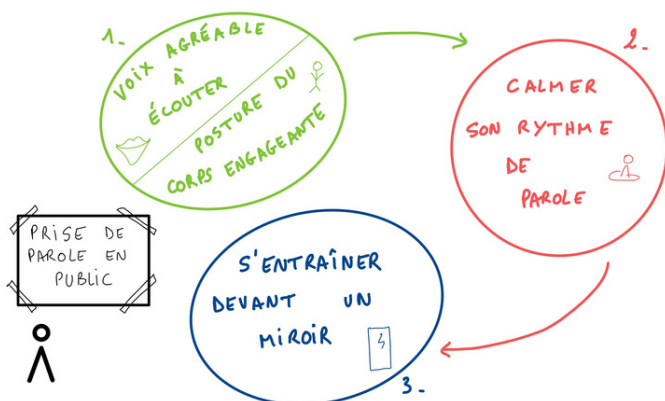 1.
VOIX AGRÉABLE
À
ÉCOUTER
POSTURE DU
CORPS ENGAGEANTE
2.
CALMER
SON RYTHME
DE
PAROLE
PRISE DE
PAROLE EN
PUBLIC
S'ENTRAÎNER
DEVANT UN
MIROIR
3.